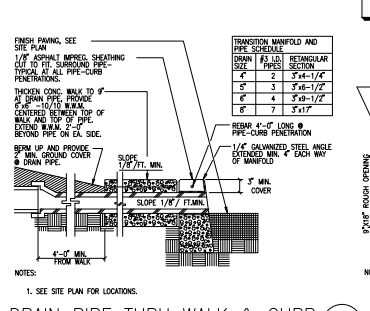 FINISH PAVING, SEE
SITE PLAN
1/8" ASPHALT IMPREG. SHEATHING
CUT TO FIT. SURROUND PIPE-
TYPICAL AT ALL PIPE-CURB
PENETRATIONS.
THICKEN CONC. WALK TO 9"
AT DRAIN PIPE, PROVIDE
6"x6" -10/10 W.W.M.
CENTERED BETWEEN TOP OF
WALK AND TOP OF PIPE.
EXTEND W.W.M. 2'-0"
BEYOND PIPE ON EA. SIDE.
BERM UP AND PROVIDE
2" MIN. GROUND COVER
@ DRAIN PIPE.
TRANSITION MANIFOLD AND
PIPE SCHEDULE
DRAIN SIZE #3 I.D. PIPES RETANGULAR SECTION
4" 2 3"x4-1/4"
5" 3 3"x6-1/2"
6" 4 3"x9-1/2"
8" 7 3"x17"
REBAR 4'-0" LONG @
PIPE-CURB PENETRATION
1/4" GALVANIZED STEEL ANGLE
EXTENDED MIN. 4" EACH WAY
OF MANIFOLD
SLOPE
1/8"/FT. MIN.
3" MIN.
COVER
SLOPE 1/8"/ FT.MIN.
4'-0" MIN.
FROM WALK
NOTES:
1. SEE SITE PLAN FOR LOCATIONS.
DRAIN PIPE THRU WALK & CURB
9"x18" ROUGH OPENING